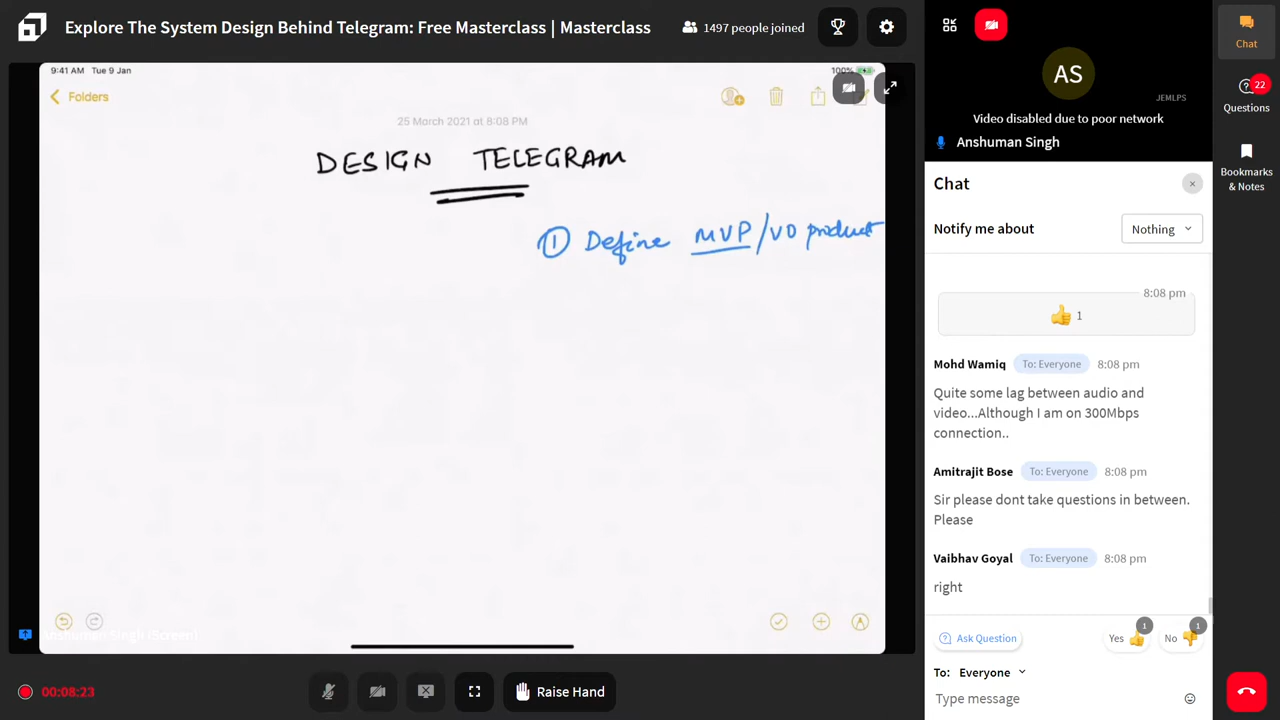 Explore The System Design Behind Telegram: Free Masterclass | Masterclass
1497 people joined
9:41 AM Tue 9 Jan
100%
Folders
25 March 2021 at 8:08 PM
DESIGN TELEGRAM
① Define MVP/V0 product
Anshuman Singh (Screen)
00:08:23
Raise Hand
AS
JEMLPS
Video disabled due to poor network
Anshuman Singh
Chat
Notify me about
Nothing
8:08 pm
👍 1
Mohd Wamiq To: Everyone 8:08 pm
Quite some lag between audio and
video...Although I am on 300Mbps
connection..
Amitrajit Bose To: Everyone 8:08 pm
Sir please dont take questions in between.
Please
Vaibhav Goyal To: Everyone 8:08 pm
right
Ask Question
Yes 👍 1
No 👎 1
To: Everyone
Type message
Chat
22
Questions
Bookmarks
& Notes